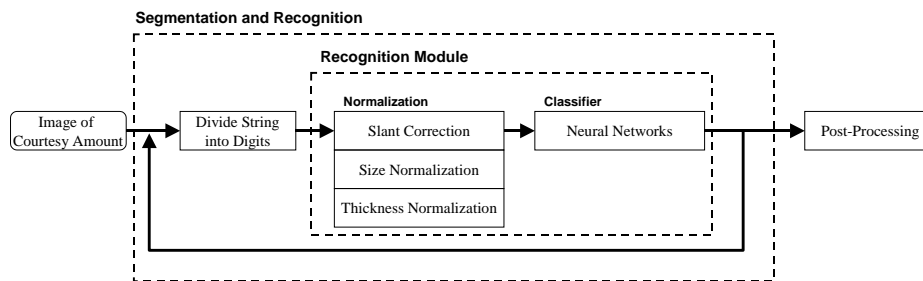 Segmentation and Recognition
Recognition Module
Normalization
Classifier
Image of
Courtesy Amount
Divide String
into Digits
Slant Correction
Size Normalization
Thickness Normalization
Neural Networks
Post-Processing